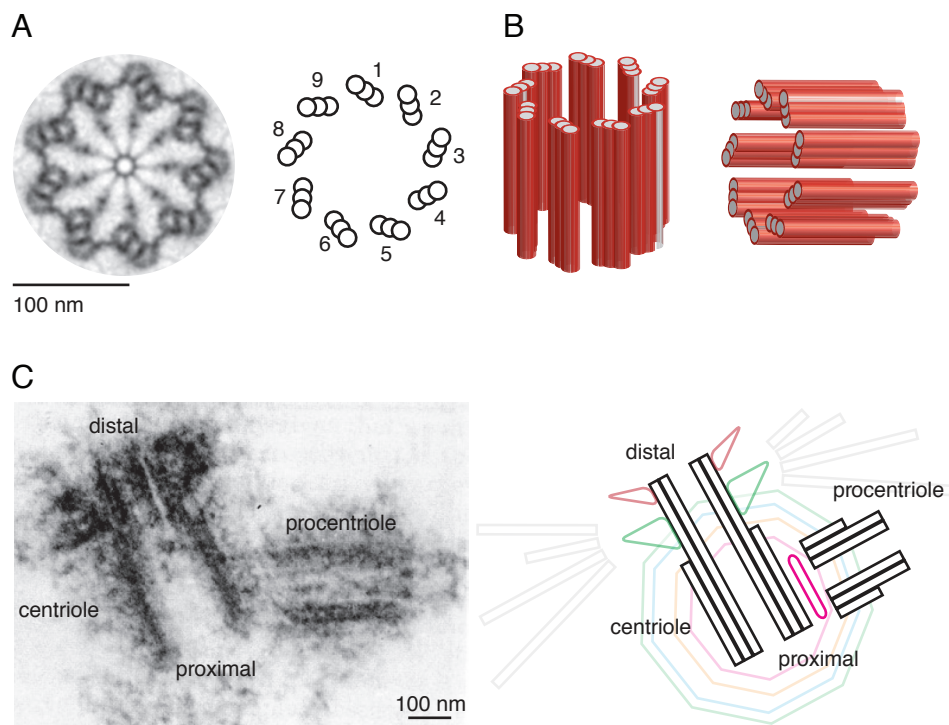 A
1
2
3
4
5
6
7
8
9
100 nm
B
C
distal
procentriole
centriole
proximal
100 nm
distal
procentriole
centriole
proximal